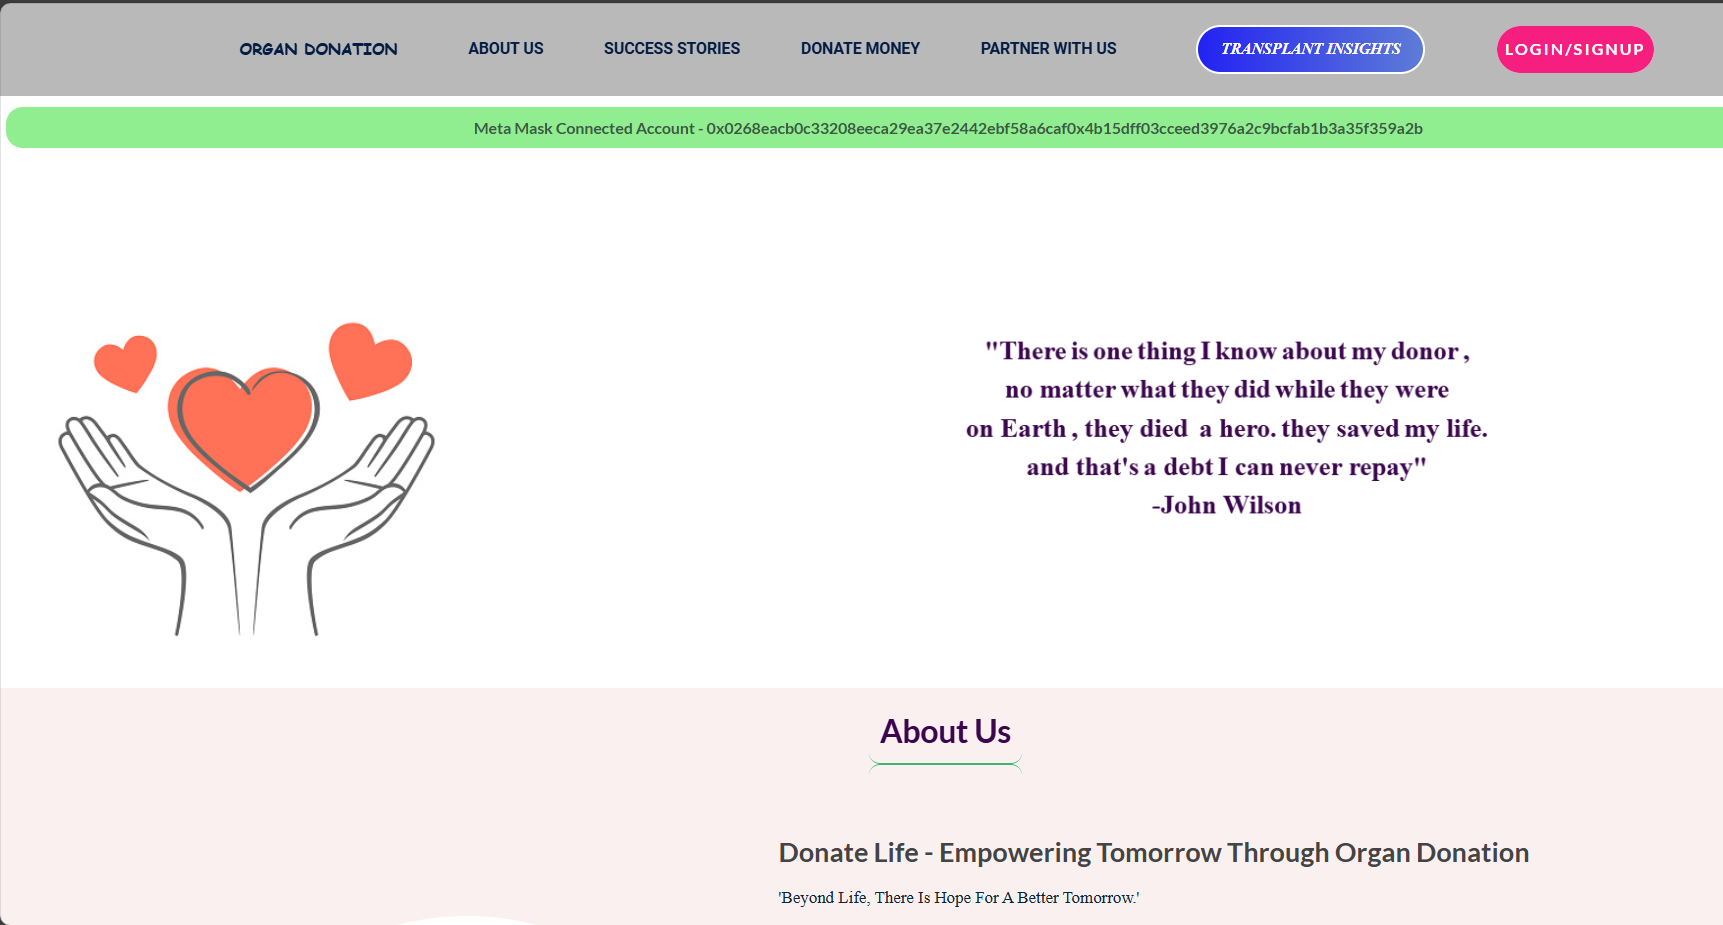 ORGAN DONATION
ABOUT US
SUCCESS STORIES
DONATE MONEY
PARTNER WITH US
TRANSPLANT INSIGHTS
LOGIN/SIGNUP
Meta Mask Connected Account - 0x0268eacb0c33208eeca29ea37e2442ebf58a6caf0x4b15dff03cceed3976a2c9bcfab1b3a35f359a2b
"There is one thing I know about my donor ,
no matter what they did while they were
on Earth , they died a hero. they saved my life.
and that's a debt I can never repay"
-John Wilson
About Us
Donate Life - Empowering Tomorrow Through Organ Donation
'Beyond Life, There Is Hope For A Better Tomorrow.'